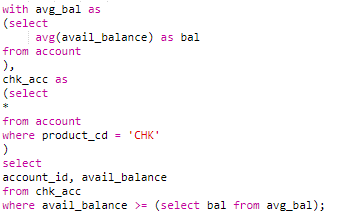 with avg_bal as
(select
avg(avail_balance) as bal
from account
),
chk_acc as
(select
*
from account
where product_cd = 'CHK'
)
select
account_id, avail_balance
from chk_acc
where avail_balance >= (select bal from avg_bal);